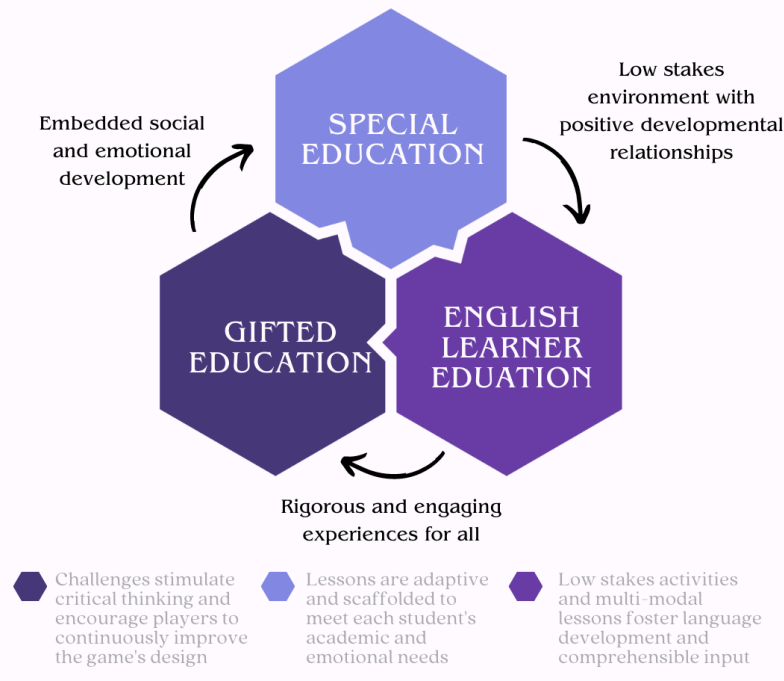 SPECIAL
EDUCATION
Low stakes
environment with
positive developmental
relationships
Embedded social
and emotional
development
GIFTED
EDUCATION
ENGLISH
LEARNER
EDUATION
Rigorous and engaging
experiences for all
Challenges stimulate
critical thinking and
encourage players to
continuously improve
the game's design
Lessons are adaptive
and scaffolded to
meet each student's
academic and
emotional needs
Low stakes activities
and multi-modal
lessons foster language
development and
comprehensible input